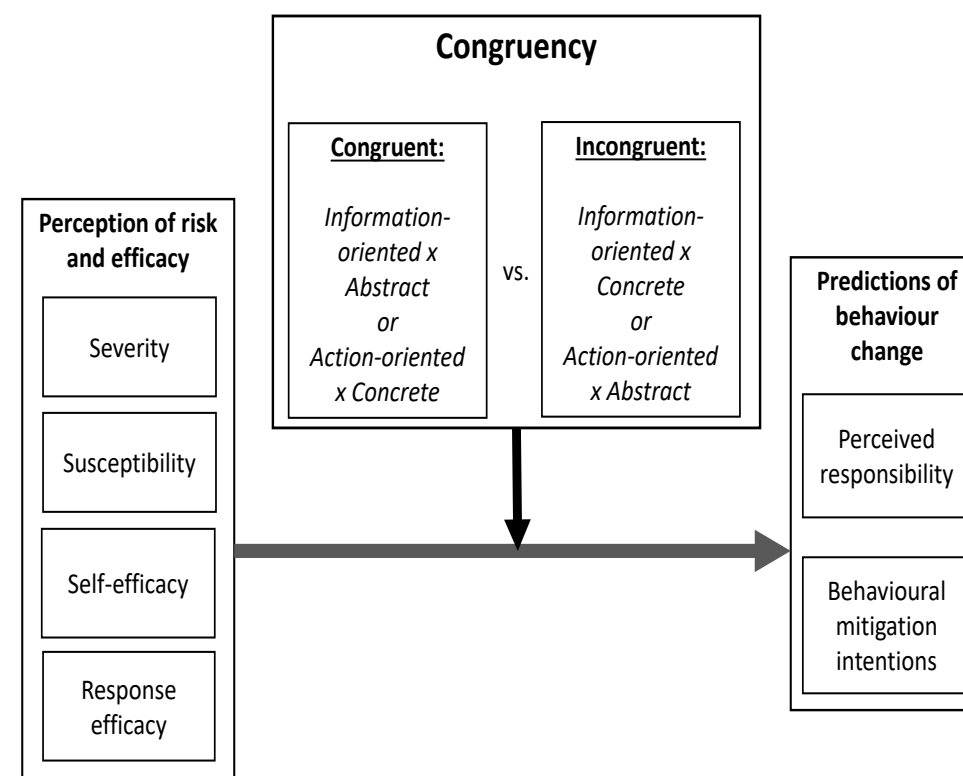 Congruency
Congruent:
Information-
oriented x
Abstract
or
Action-oriented
x Concrete
vs.
Incongruent:
Information-
oriented x
Concrete
or
Action-oriented
x Abstract
Perception of risk
and efficacy
Severity
Susceptibility
Self-efficacy
Response
efficacy
Predictions of
behaviour
change
Perceived
responsibility
Behavioural
mitigation
intentions